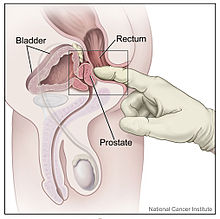 Bladder
Rectum
Prostate
National Cancer Institute